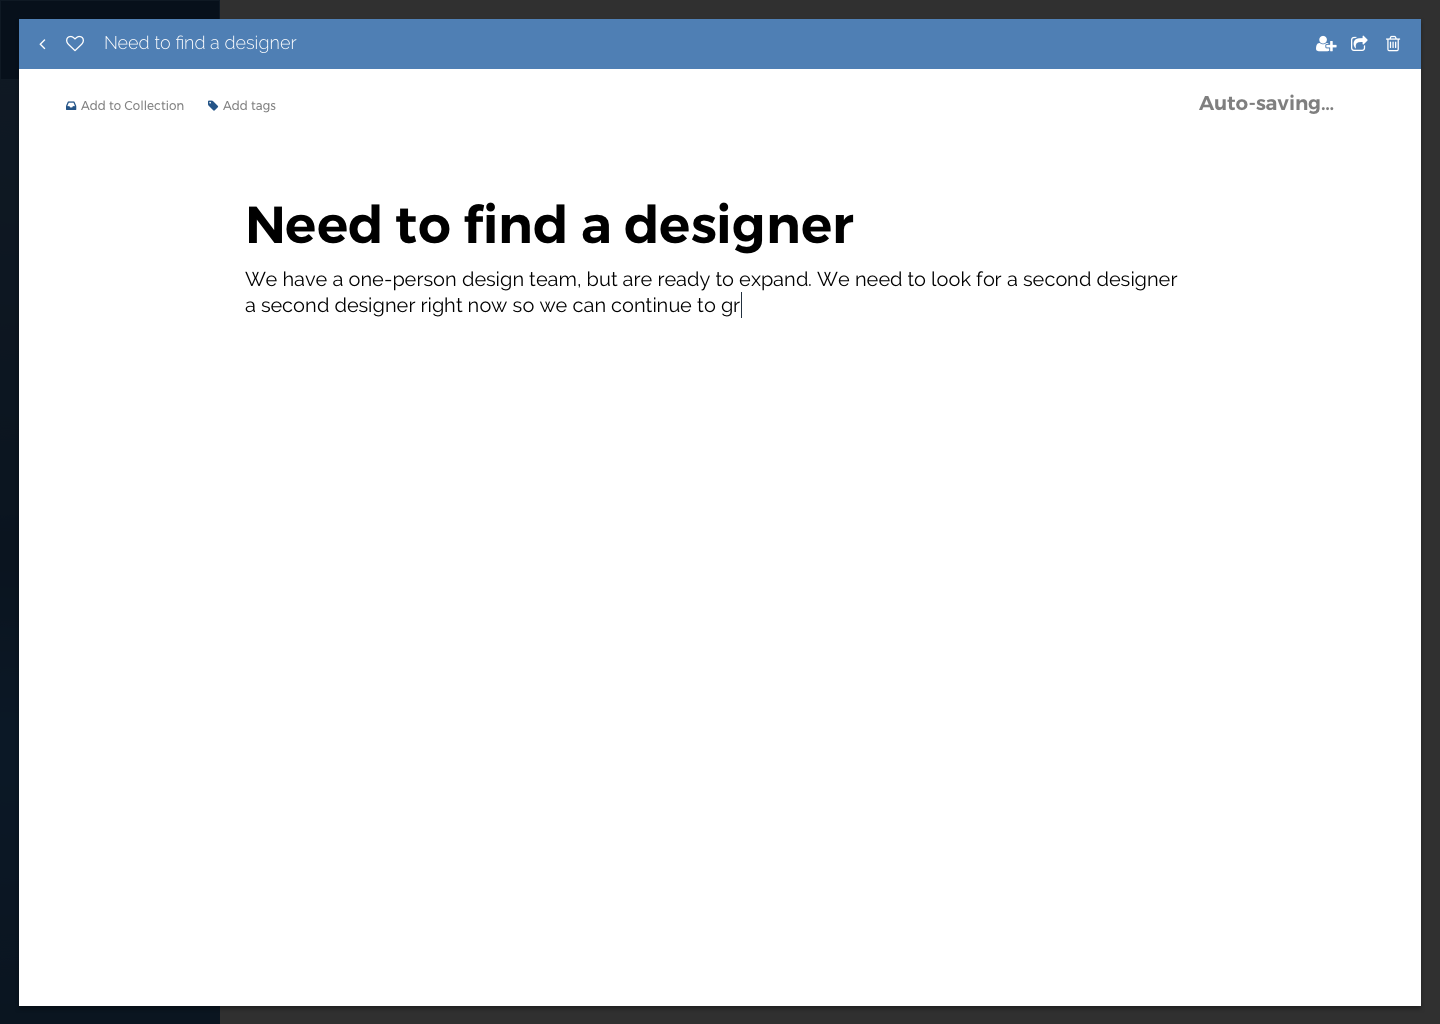 Need to find a designer
Add to Collection
Add tags
Auto-saving...
Need to find a designer
We have a one-person design team, but are ready to expand. We need to look for a second designer
a second designer right now so we can continue to gr